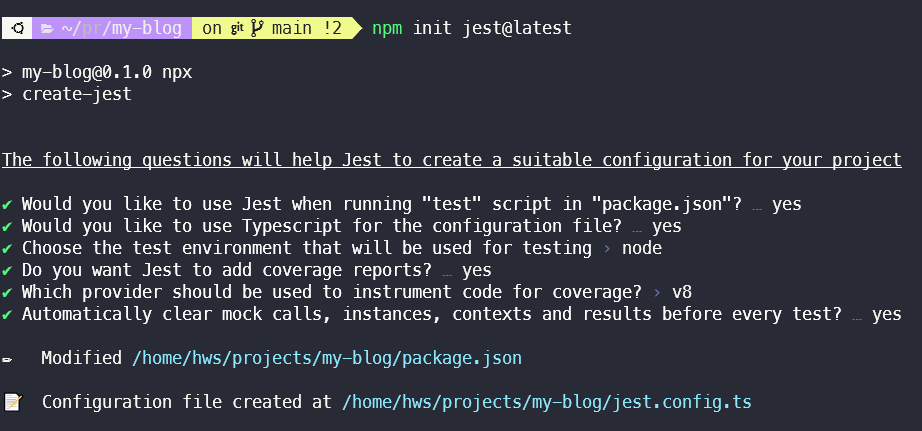 ~/pr/my-blog on git main !2 npm init jest@latest
> my-blog@0.1.0 npx
> create-jest
The following questions will help Jest to create a suitable configuration for your project
✔ Would you like to use Jest when running "test" script in "package.json"? … yes
✔ Would you like to use Typescript for the configuration file? … yes
✔ Choose the test environment that will be used for testing › node
✔ Do you want Jest to add coverage reports? … yes
✔ Which provider should be used to instrument code for coverage? › v8
✔ Automatically clear mock calls, instances, contexts and results before every test? … yes
✏️ Modified /home/hws/projects/my-blog/package.json
📝 Configuration file created at /home/hws/projects/my-blog/jest.config.ts